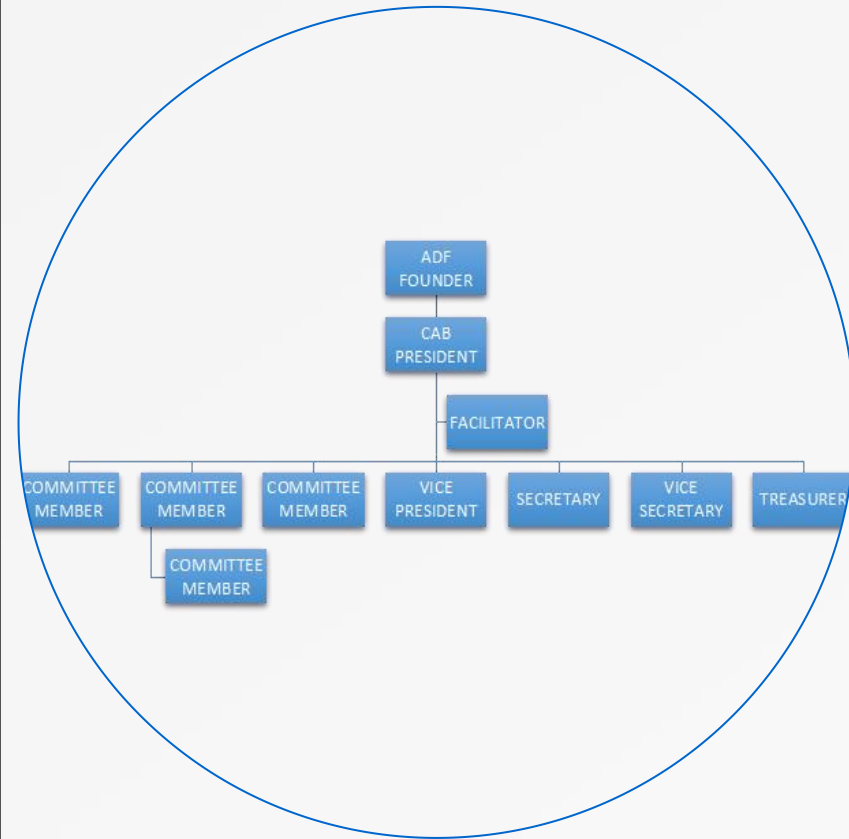 ADF
FOUNDER
CAB
PRESIDENT
FACILITATOR
COMMITTEE
MEMBER
COMMITTEE
MEMBER
COMMITTEE
MEMBER
VICE
PRESIDENT
SECRETARY
VICE
SECRETARY
TREASURER
COMMITTEE
MEMBER